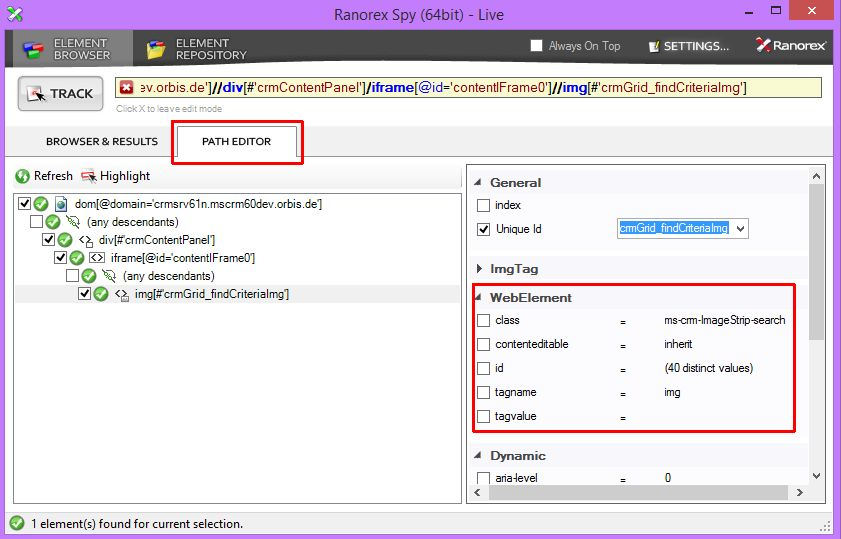 Ranorex Spy (64bit) - Live
ELEMENT BROWSER
ELEMENT REPOSITORY
Always On Top
SETTINGS...
Ranorex
TRACK
ev.orbis.de']//div[#'crmContentPanel']/iframe[@id='contentIFrame0']//img[#'crmGrid_findCriteriaImg']
Click X to leave edit mode
BROWSER & RESULTS
PATH EDITOR
Refresh
Highlight
dom[@domain='crmsrv61n.mscrm60dev.orbis.de']
(any descendants)
div[#'crmContentPanel']
iframe[@id='contentIFrame0']
(any descendants)
img[#'crmGrid_findCriteriaImg']
General
index
Unique Id crmGrid_findCriteriaImg
ImgTag
WebElement
class = ms-crm-ImageStrip-search
contenteditable = inherit
id = (40 distinct values)
tagname = img
tagvalue =
Dynamic
aria-level = 0
1 element(s) found for current selection.